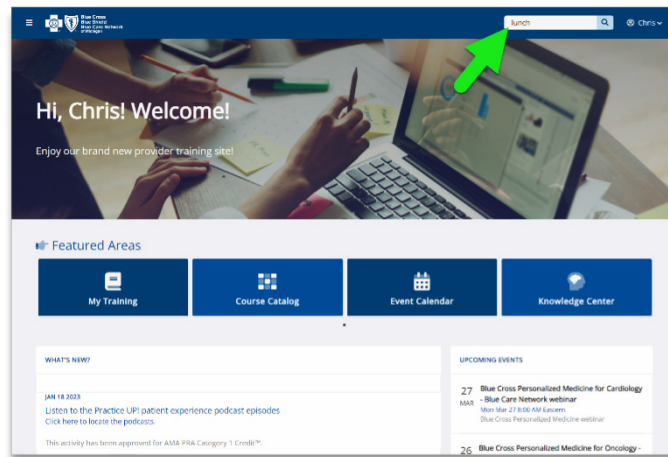 Blue Cross
Blue Shield
Blue Care Network
of Michigan
lunch
Chris
Hi, Chris! Welcome!
Enjoy our brand new provider training site!
Featured Areas
My Training
Course Catalog
Event Calendar
Knowledge Center
WHAT'S NEW?
JAN 18 2023
Listen to the Practice UP! patient experience podcast episodes
Click here to locate the podcasts.
This activity has been approved for AMA PRA Category 1 Credit™.
UPCOMING EVENTS
27
MAR
Blue Cross Personalized Medicine for Cardiology
- Blue Care Network webinar
Mon Mar 27 8:00 AM Eastern
Blue Cross Personalized Medicine webinar
26
Blue Cross Personalized Medicine for Oncology -